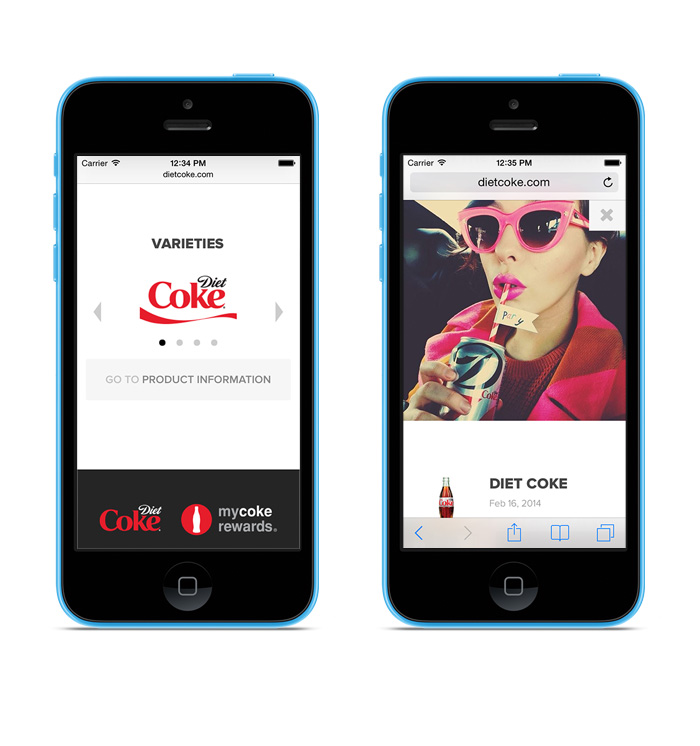 Carrier 12:34 PM
dietcoke.com
VARIETIES
Diet
Coke
GO TO PRODUCT INFORMATION
Diet
Coke
mycoke
rewards®
Carrier 12:35 PM
dietcoke.com
Party
Coke
DIET COKE
Feb 16, 2014